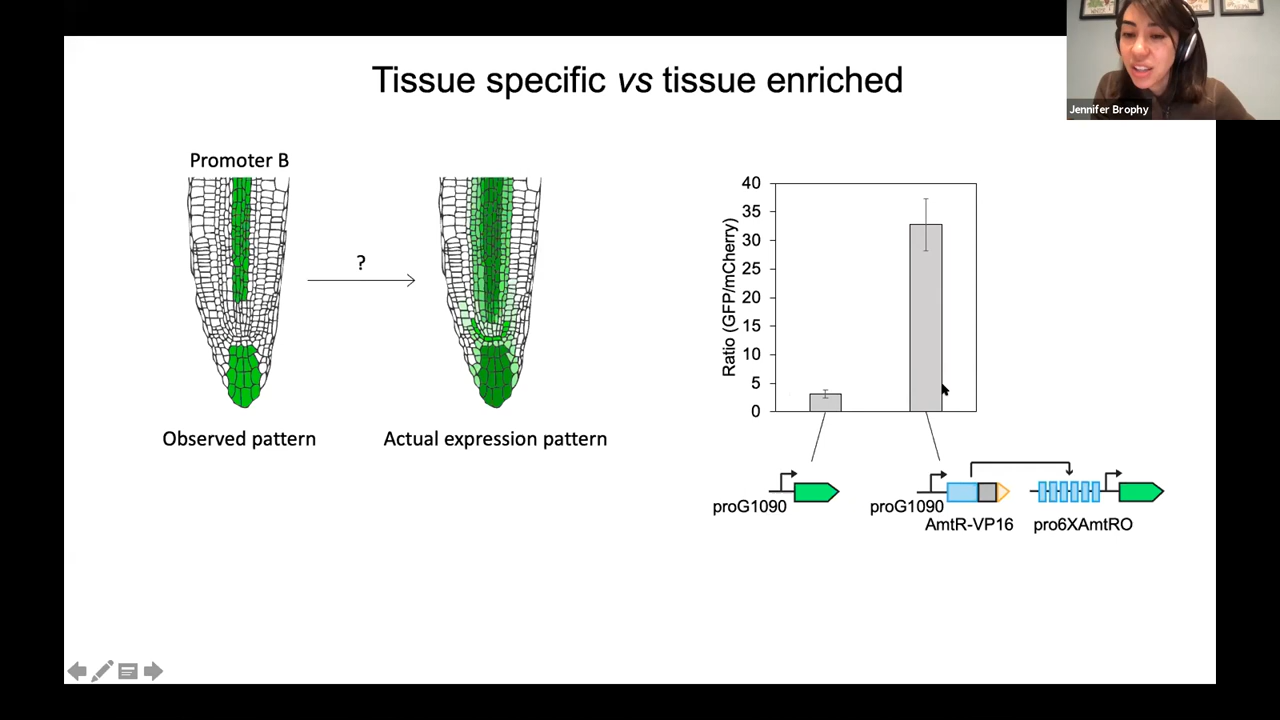 Tissue specific vs tissue enriched
Jennifer Brophy
Promoter B
?
Observed pattern
Actual expression pattern
Ratio (GFP/mCherry)
40
35
30
25
20
15
10
5
0
proG1090
proG1090
AmtR-VP16
pro6XAmtRO